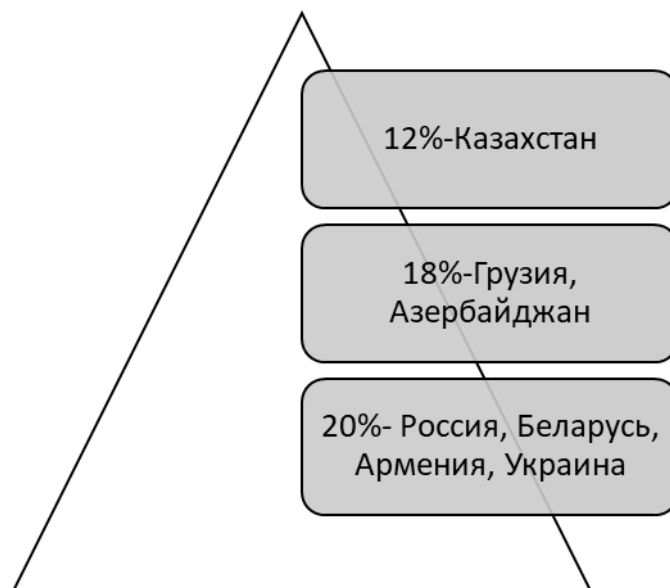 12%-Казахстан
18%-Грузия,
Азербайджан
20%- Россия, Беларусь,
Армения, Украина